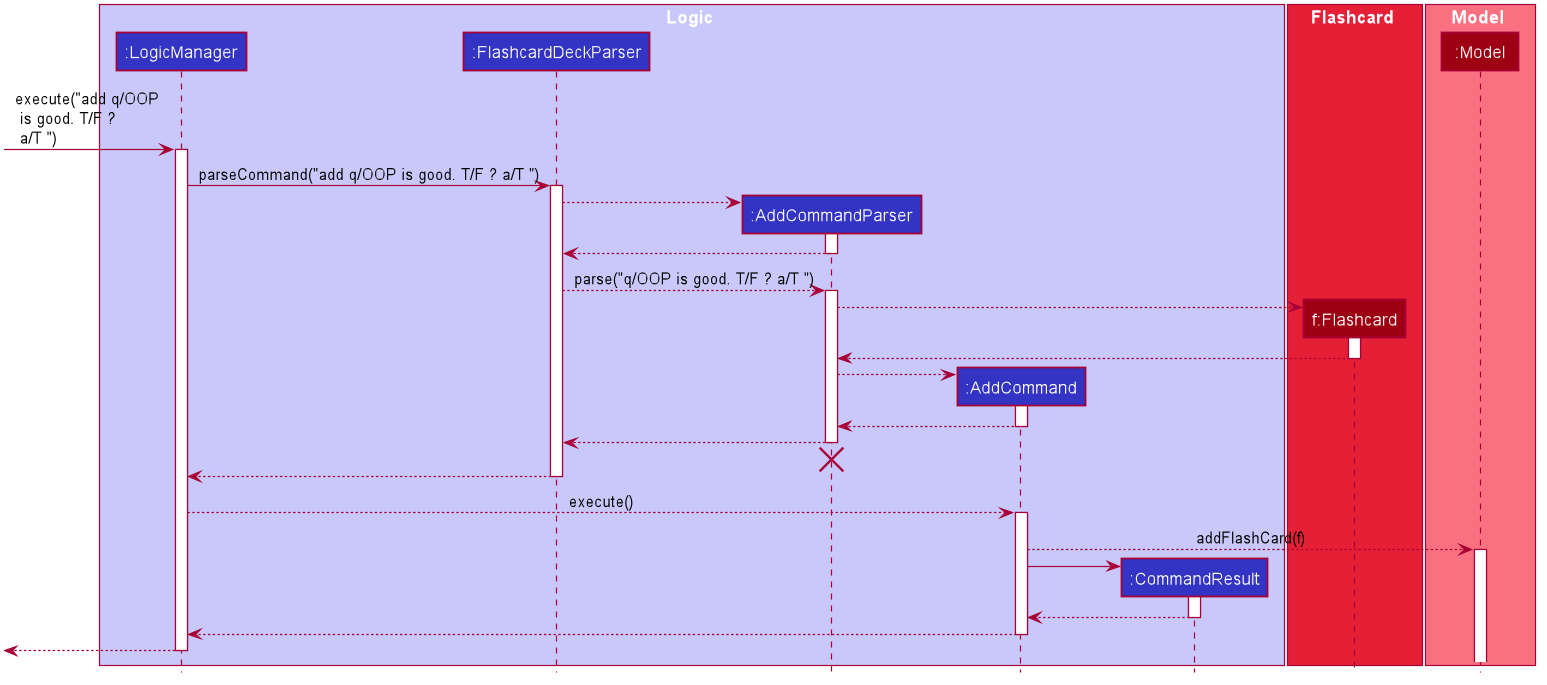 Logic
Flashcard
Model
:LogicManager
:FlashcardDeckParser
:Model
execute("add q/OOP
is good. T/F ?
a/T ")
parseCommand("add q/OOP is good. T/F ? a/T ")
:AddCommandParser
parse("q/OOP is good. T/F ? a/T ")
f:Flashcard
:AddCommand
execute()
addFlashCard(f)
:CommandResult